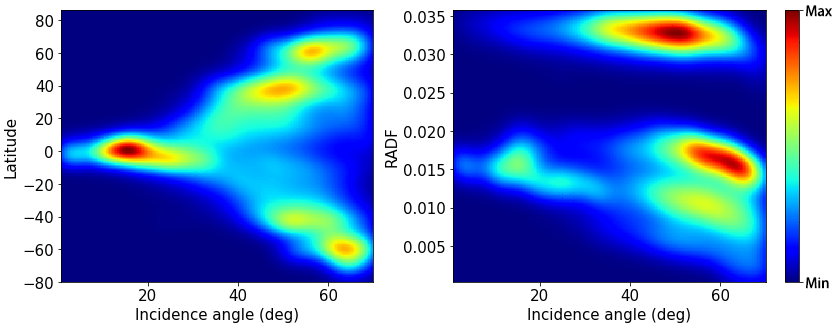 80
60
40
20
0
−20
−40
−60
−80
Latitude
20 40 60
Incidence angle (deg)
0.035
0.030
0.025
0.020
0.015
0.010
0.005
RADF
20 40 60
Incidence angle (deg)
Max
Min